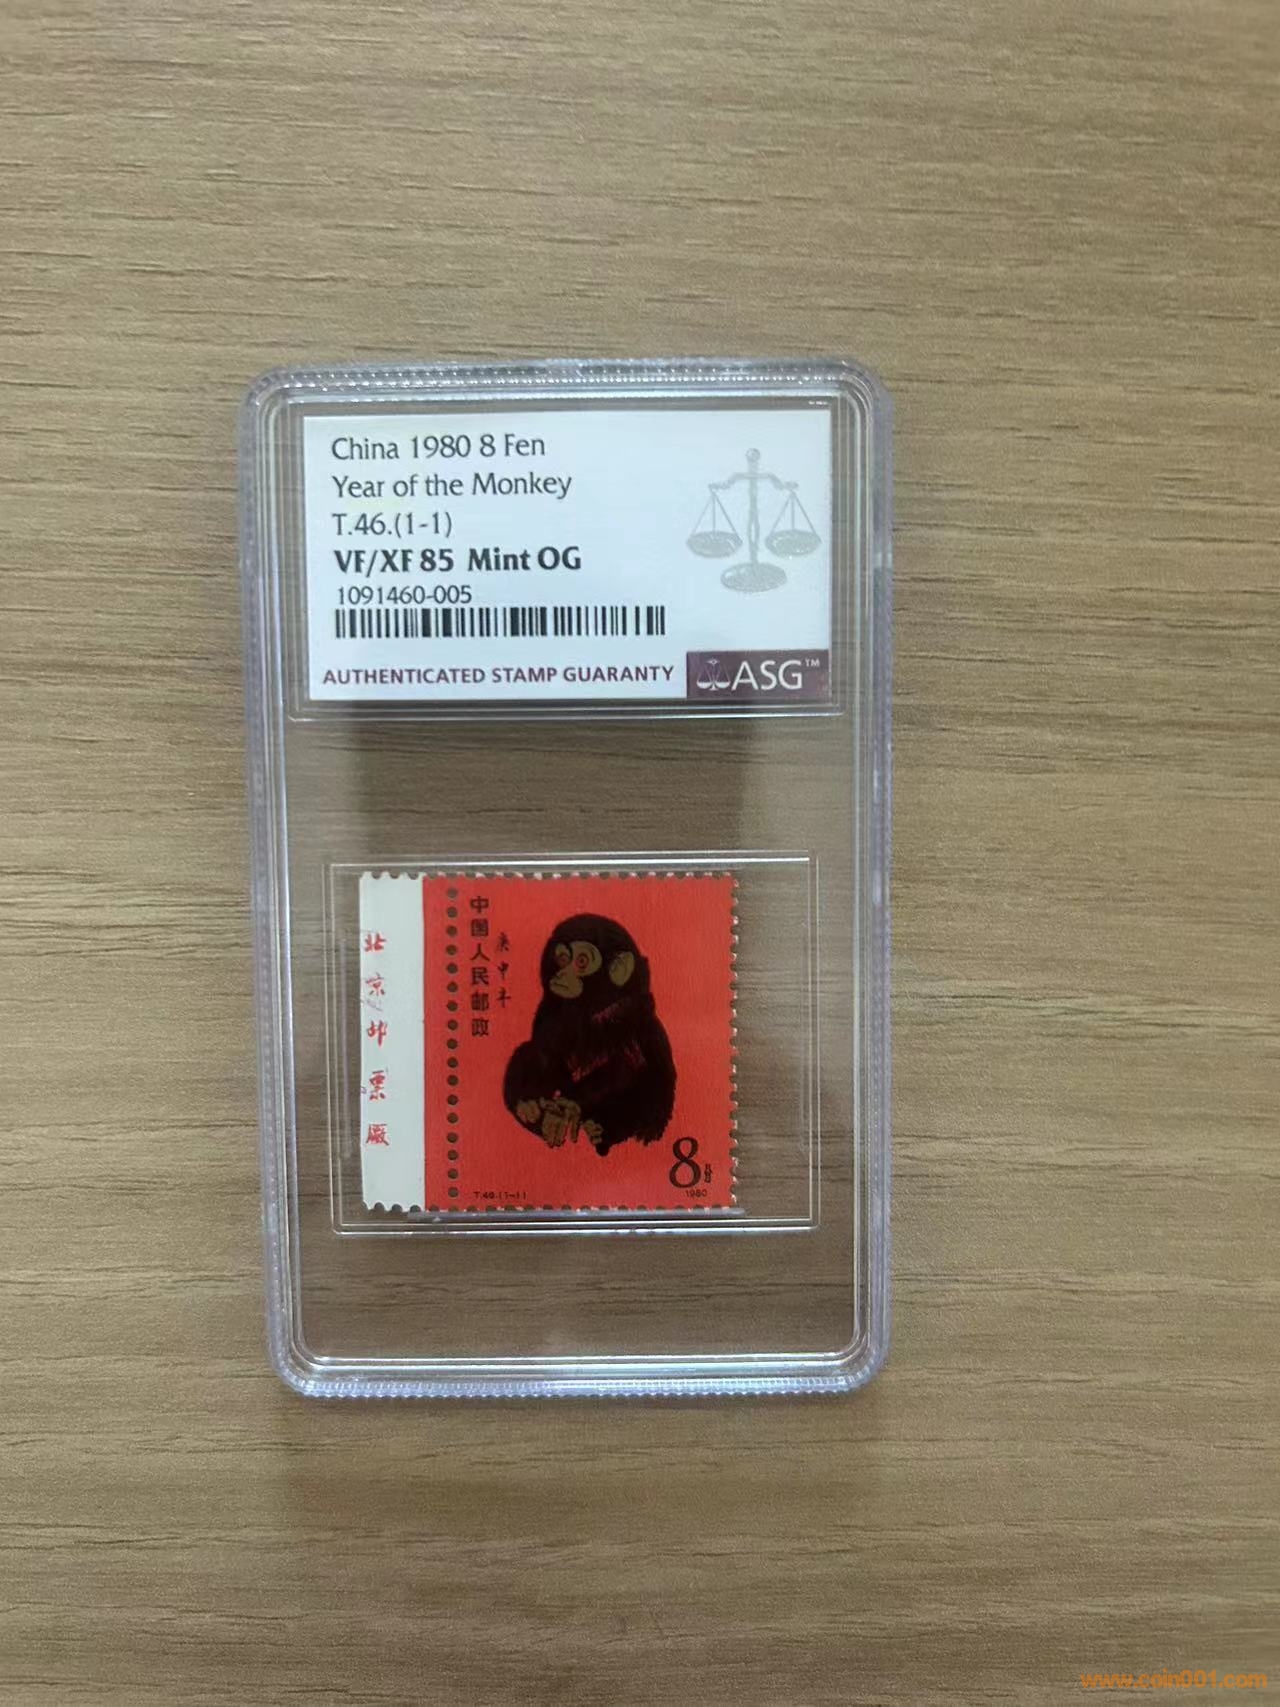 China 1980 8 Fen
Year of the Monkey
T.46.(1-1)
VF/XF 85 Mint OG
1091460-005
AUTHENTICATED STAMP GUARANTY
ASG™
北京邮票厂
中国人民邮政
庚申年
8分
1980
T.46.(1-1)
www.coin001.com